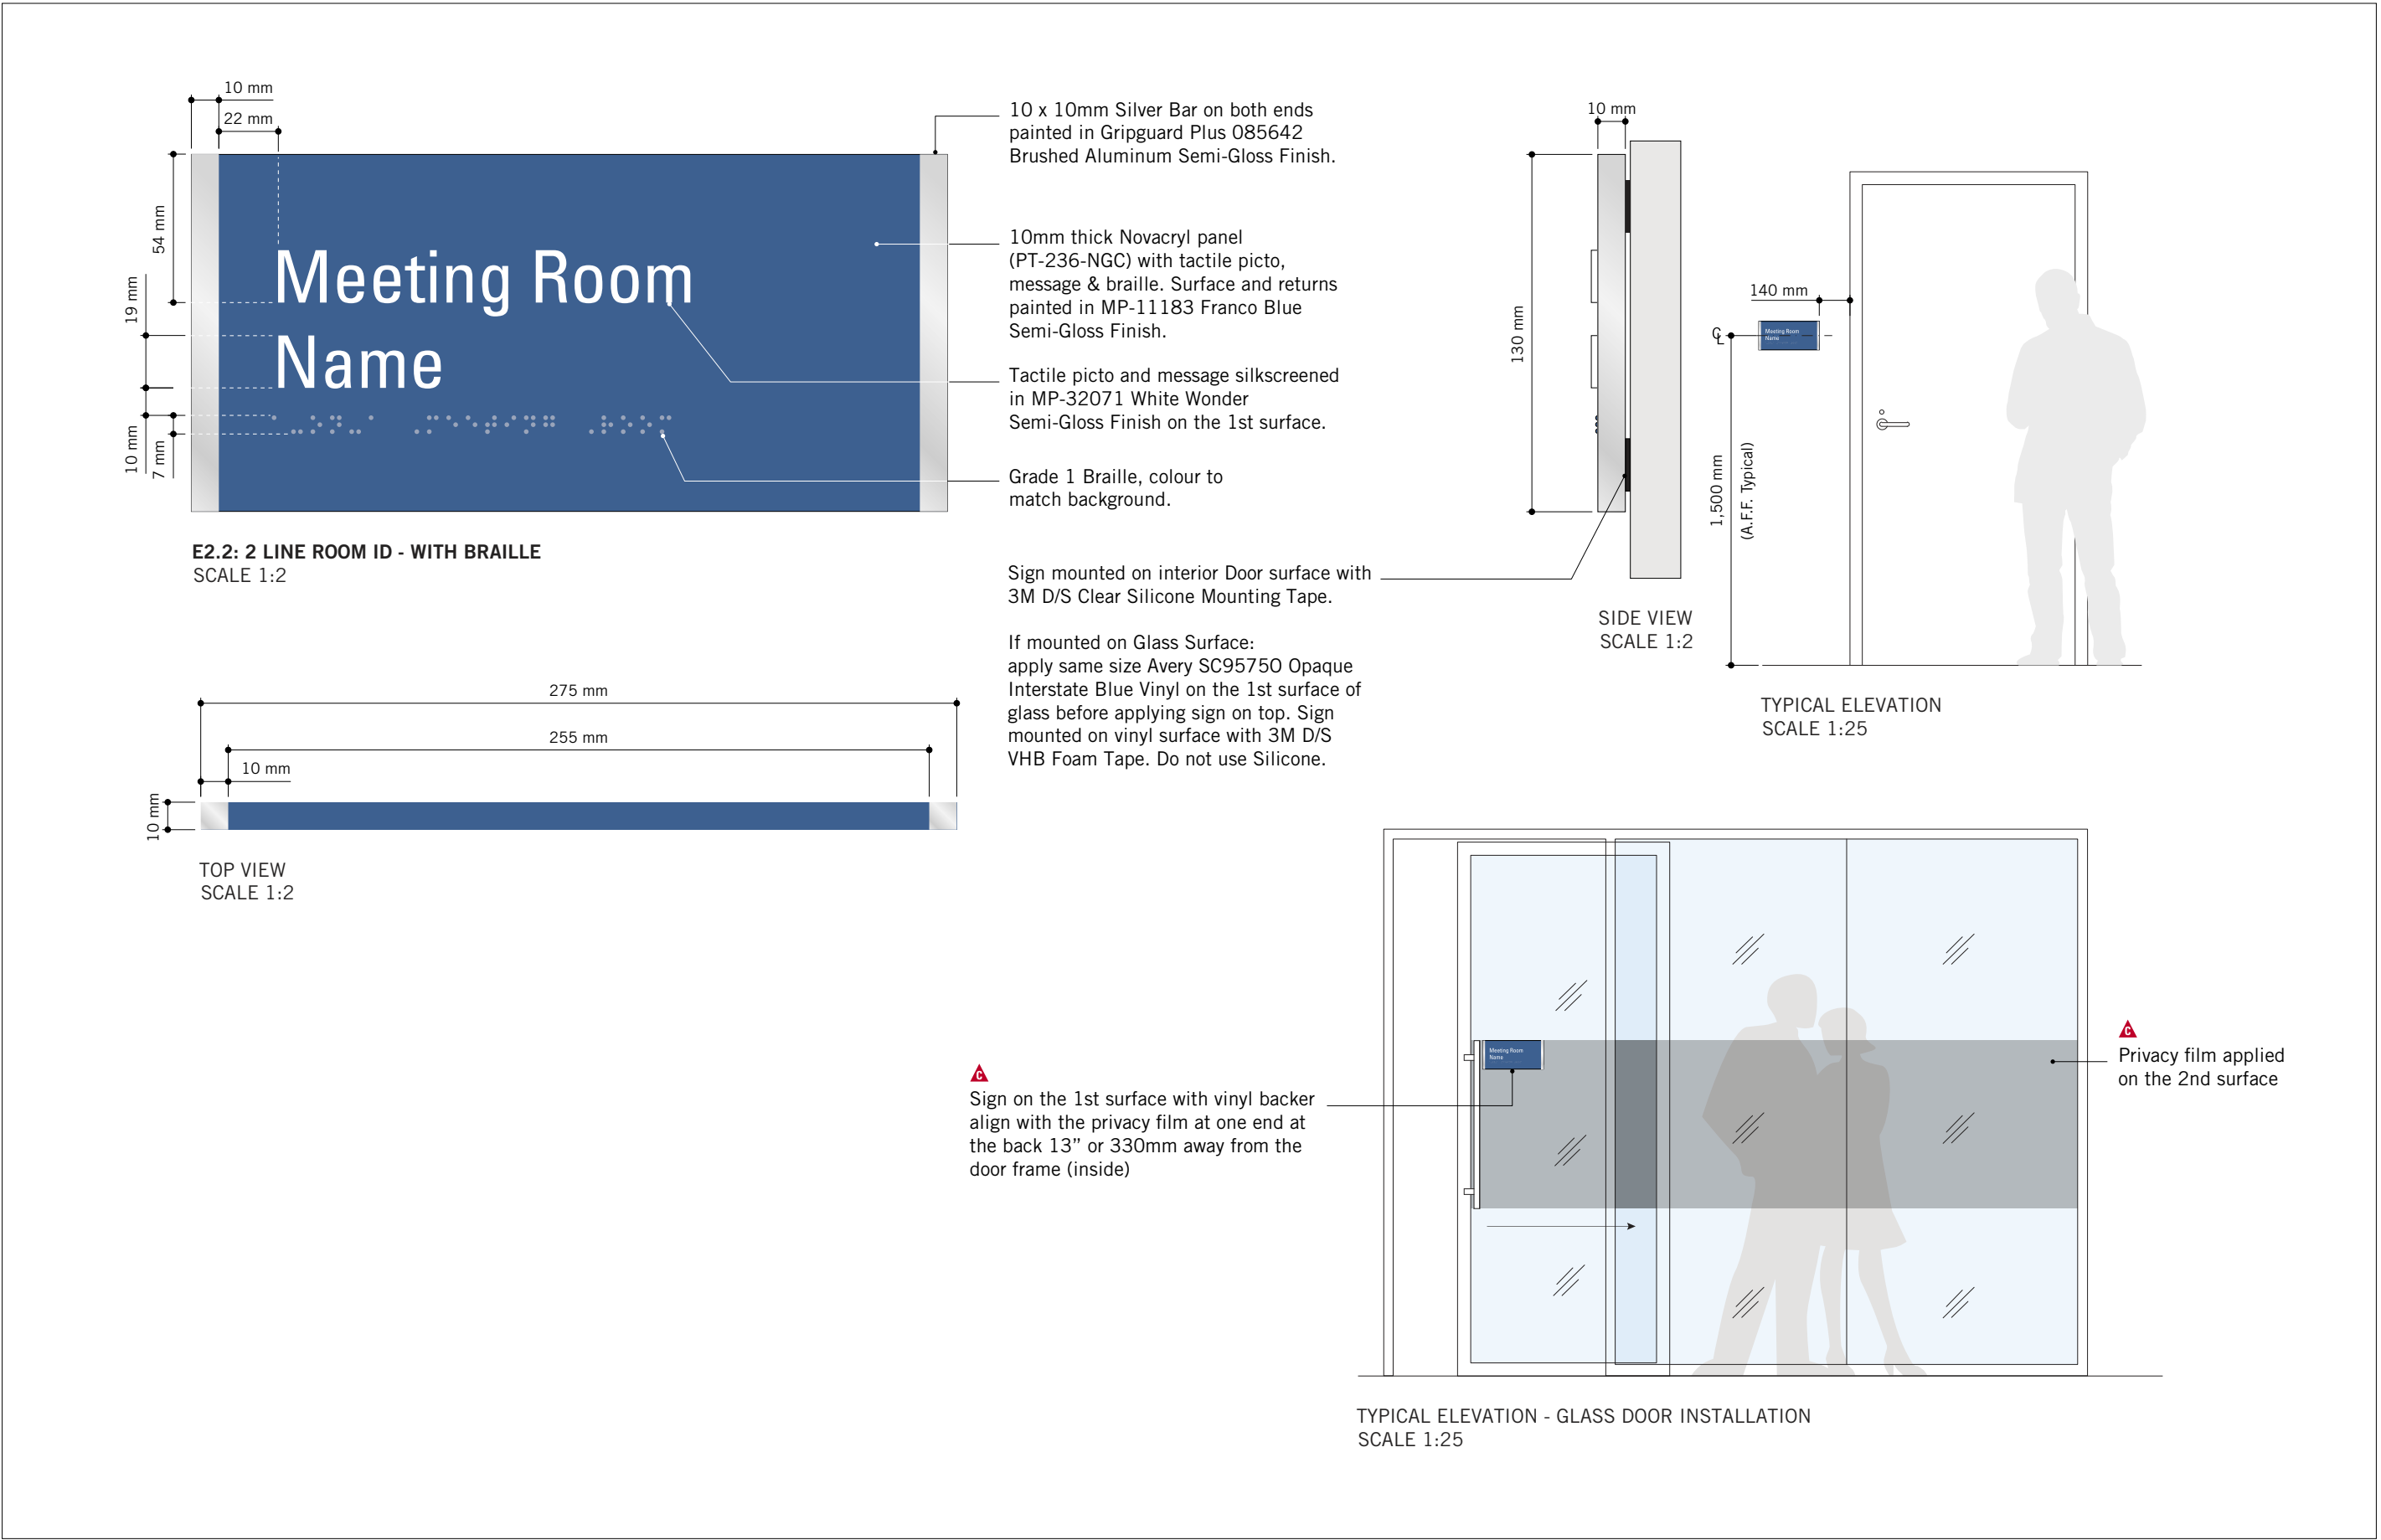 10 mm
22 mm
54 mm
19 mm
10 mm
7 mm
Meeting Room
Name
10 x 10mm Silver Bar on both ends
painted in Gripguard Plus 085642
Brushed Aluminum Semi-Gloss Finish.
10mm thick Novacryl panel
(PT-236-NGC) with tactile picto,
message & braille. Surface and returns
painted in MP-11183 Franco Blue
Semi-Gloss Finish.
Tactile picto and message silkscreened
in MP-32071 White Wonder
Semi-Gloss Finish on the 1st surface.
Grade 1 Braille, colour to
match background.
E2.2: 2 LINE ROOM ID - WITH BRAILLE
SCALE 1:2
Sign mounted on interior Door surface with
3M D/S Clear Silicone Mounting Tape.
If mounted on Glass Surface:
apply same size Avery SC95750 Opaque
Interstate Blue Vinyl on the 1st surface of
glass before applying sign on top. Sign
mounted on vinyl surface with 3M D/S
VHB Foam Tape. Do not use Silicone.
10 mm
130 mm
SIDE VIEW
SCALE 1:2
140 mm
CL
Meeting Room
Name
1,500 mm
(A.F.F. Typical)
TYPICAL ELEVATION
SCALE 1:25
275 mm
255 mm
10 mm
10 mm
TOP VIEW
SCALE 1:2
C
Sign on the 1st surface with vinyl backer
align with the privacy film at one end at
the back 13” or 330mm away from the
door frame (inside)
Meeting Room
Name
C
Privacy film applied
on the 2nd surface
TYPICAL ELEVATION - GLASS DOOR INSTALLATION
SCALE 1:25